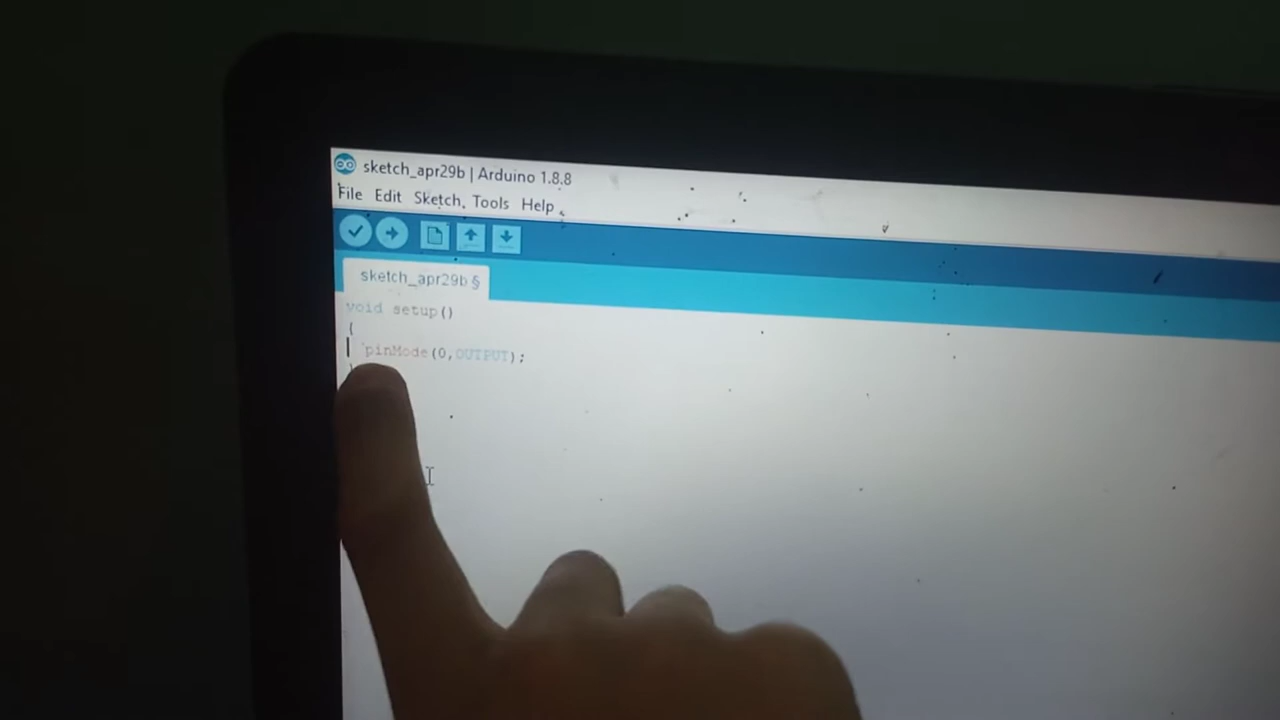 sketch_apr29b | Arduino 1.8.8
File Edit Sketch Tools Help
sketch_apr29b §
void setup()
{
pinMode(0,OUTPUT);